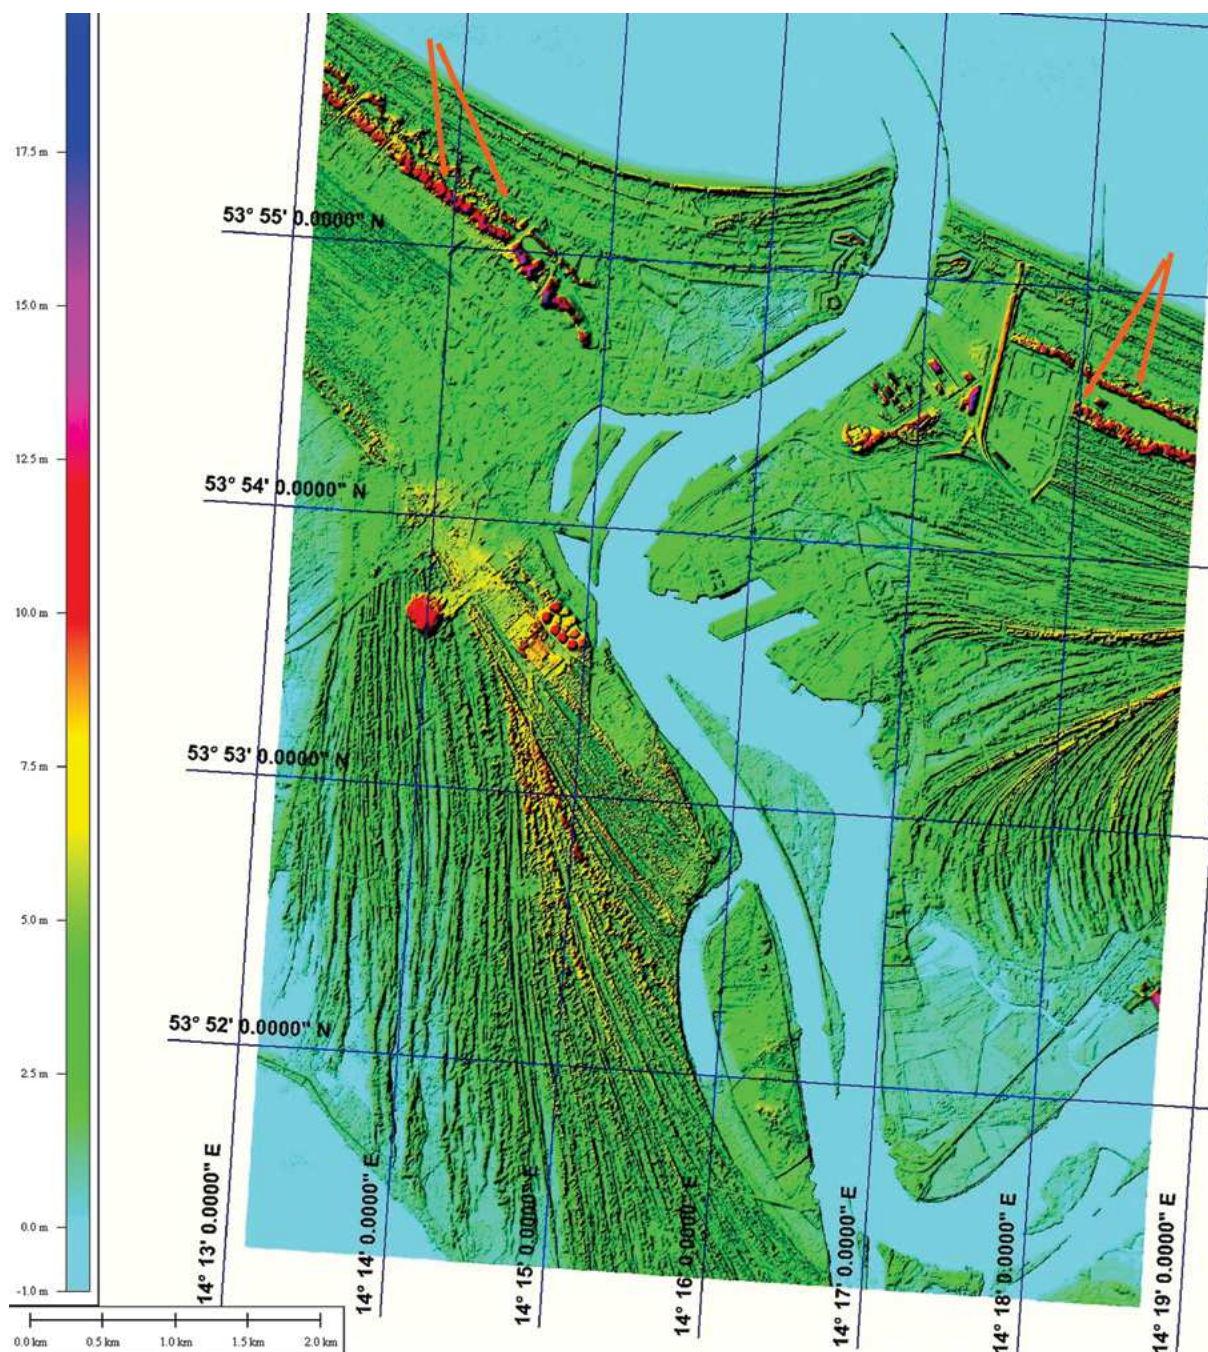 17.5 m
15.0 m
12.5 m
10.0 m
7.5 m
5.0 m
2.5 m
0.0 m
-1.0 m
53° 55' 0.0000" N
53° 54' 0.0000" N
53° 53' 0.0000" N
53° 52' 0.0000" N
14° 13' 0.0000" E
14° 14' 0.0000" E
14° 15' 0.0000" E
14° 16' 0.0000" E
14° 17' 0.0000" E
14° 18' 0.0000" E
14° 19' 0.0000" E
0.0 km 0.5 km 1.0 km 1.5 km 2.0 km